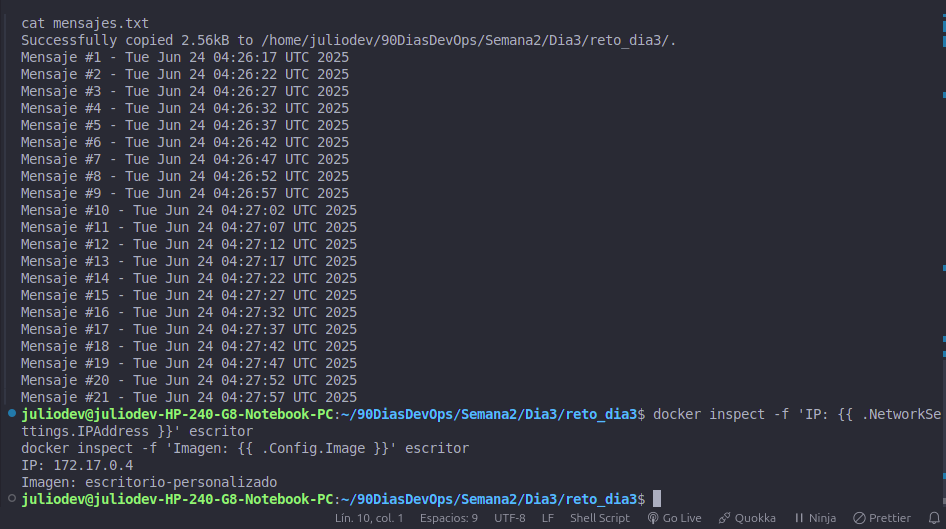 cat mensajes.txt
Successfully copied 2.56kB to /home/juliodev/90DiasDevOps/Semana2/Dia3/reto_dia3/.
Mensaje #1 - Tue Jun 24 04:26:17 UTC 2025
Mensaje #2 - Tue Jun 24 04:26:22 UTC 2025
Mensaje #3 - Tue Jun 24 04:26:27 UTC 2025
Mensaje #4 - Tue Jun 24 04:26:32 UTC 2025
Mensaje #5 - Tue Jun 24 04:26:37 UTC 2025
Mensaje #6 - Tue Jun 24 04:26:42 UTC 2025
Mensaje #7 - Tue Jun 24 04:26:47 UTC 2025
Mensaje #8 - Tue Jun 24 04:26:52 UTC 2025
Mensaje #9 - Tue Jun 24 04:26:57 UTC 2025
Mensaje #10 - Tue Jun 24 04:27:02 UTC 2025
Mensaje #11 - Tue Jun 24 04:27:07 UTC 2025
Mensaje #12 - Tue Jun 24 04:27:12 UTC 2025
Mensaje #13 - Tue Jun 24 04:27:17 UTC 2025
Mensaje #14 - Tue Jun 24 04:27:22 UTC 2025
Mensaje #15 - Tue Jun 24 04:27:27 UTC 2025
Mensaje #16 - Tue Jun 24 04:27:32 UTC 2025
Mensaje #17 - Tue Jun 24 04:27:37 UTC 2025
Mensaje #18 - Tue Jun 24 04:27:42 UTC 2025
Mensaje #19 - Tue Jun 24 04:27:47 UTC 2025
Mensaje #20 - Tue Jun 24 04:27:52 UTC 2025
Mensaje #21 - Tue Jun 24 04:27:57 UTC 2025
juliodev@juliodev-HP-240-G8-Notebook-PC:~/90DiasDevOps/Semana2/Dia3/reto_dia3$ docker inspect -f 'IP: {{ .NetworkSe
ttings.IPAddress }}' escritor
docker inspect -f 'Imagen: {{ .Config.Image }}' escritor
IP: 172.17.0.4
Imagen: escritorio-personalizado
juliodev@juliodev-HP-240-G8-Notebook-PC:~/90DiasDevOps/Semana2/Dia3/reto_dia3$
Lín. 10, col. 1 Espacios: 9 UTF-8 LF Shell Script Go Live Quokka Ninja Prettier